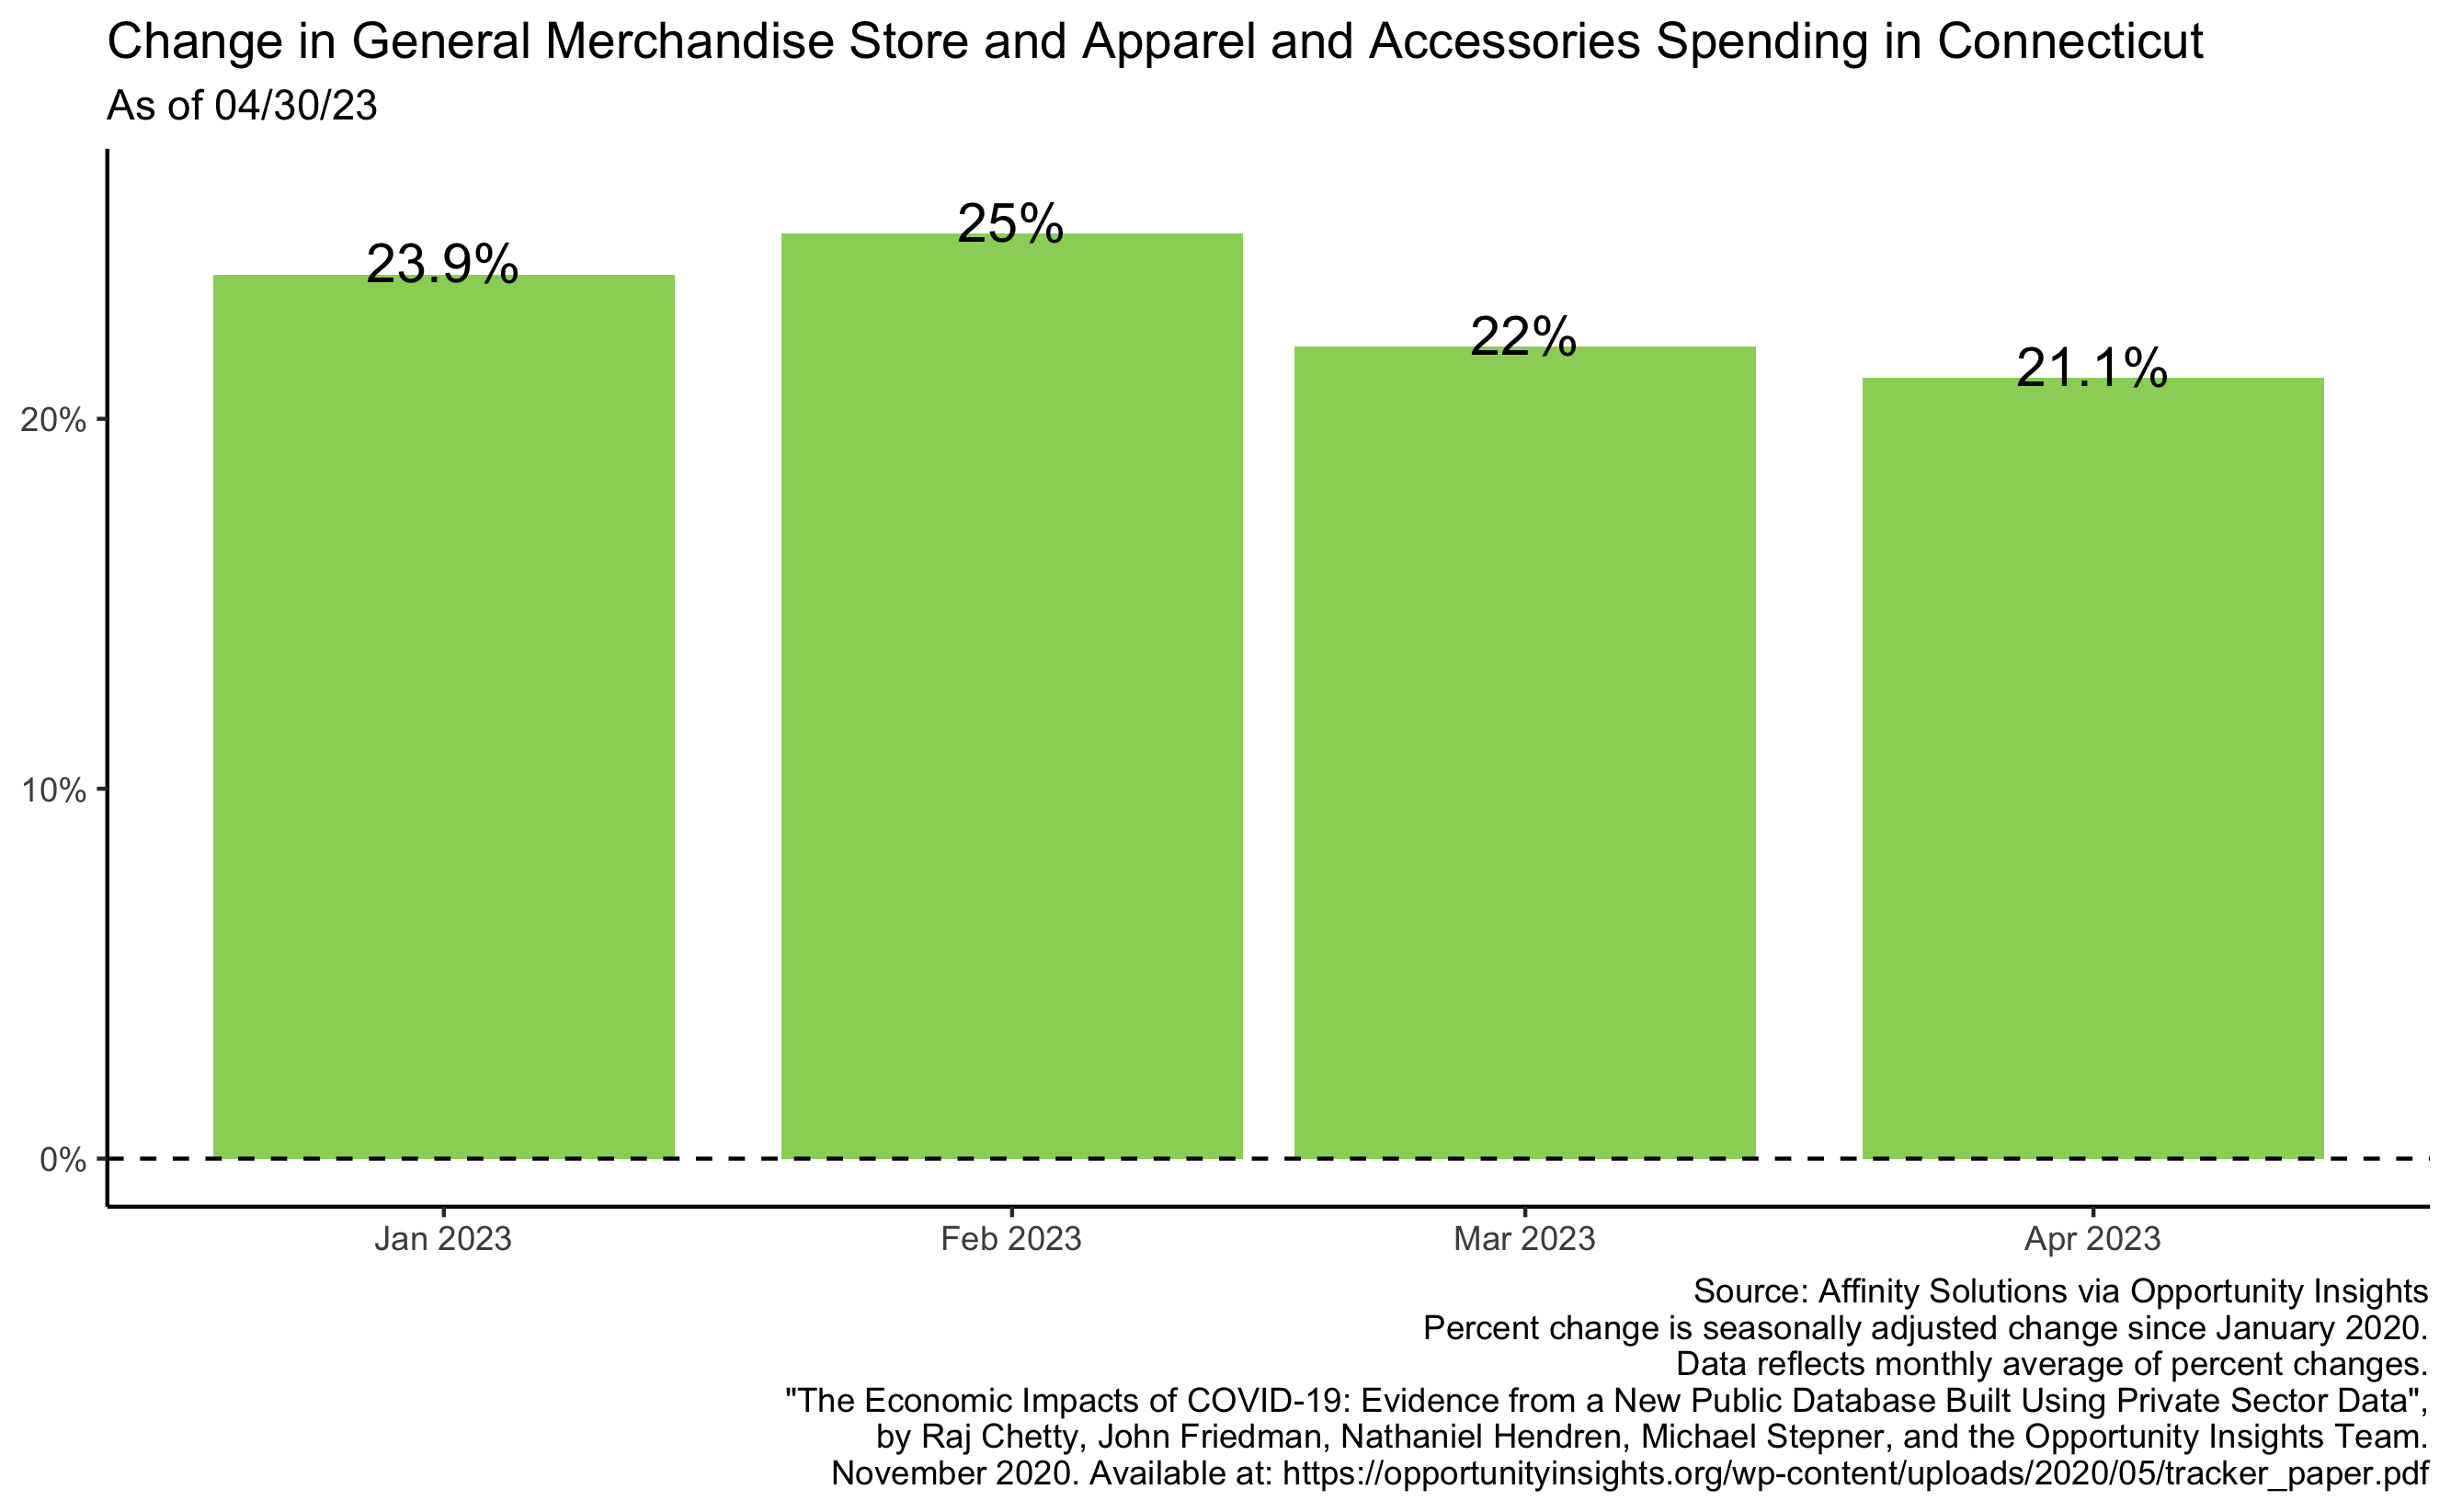 Change in General Merchandise Store and Apparel and Accessories Spending in Connecticut
As of 04/30/23
23.9%
25%
22%
21.1%
20%
10%
0%
Jan 2023
Feb 2023
Mar 2023
Apr 2023
Source: Affinity Solutions via Opportunity Insights
Percent change is seasonally adjusted change since January 2020.
Data reflects monthly average of percent changes.
"The Economic Impacts of COVID-19: Evidence from a New Public Database Built Using Private Sector Data",
by Raj Chetty, John Friedman, Nathaniel Hendren, Michael Stepner, and the Opportunity Insights Team.
November 2020. Available at: https://opportunityinsights.org/wp-content/uploads/2020/05/tracker_paper.pdf